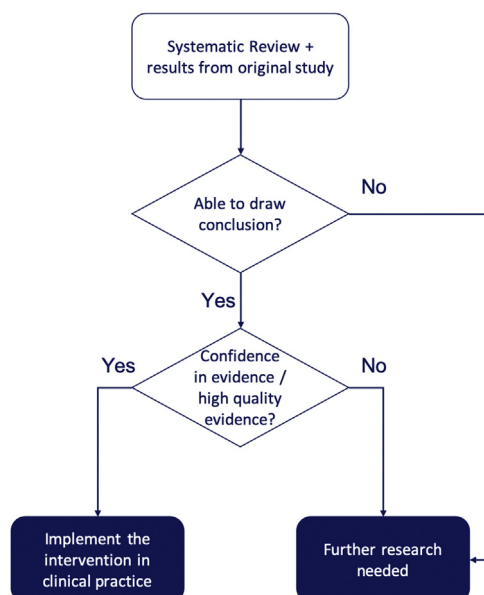 Systematic Review +
results from original study
Able to draw
conclusion?
No
Yes
Yes
Confidence
in evidence /
high quality
evidence?
No
Implement the
intervention in
clinical practice
Further research
needed